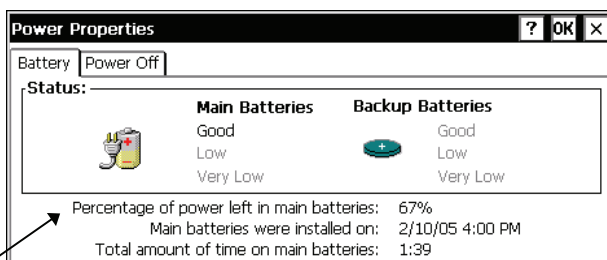 Power Properties ? OK ×
Battery Power Off
Status:
Main Batteries Backup Batteries
Good Good
Low Low
Very Low Very Low
Percentage of power left in main batteries: 67%
Main batteries were installed on: 2/10/05 4:00 PM
Total amount of time on main batteries: 1:39